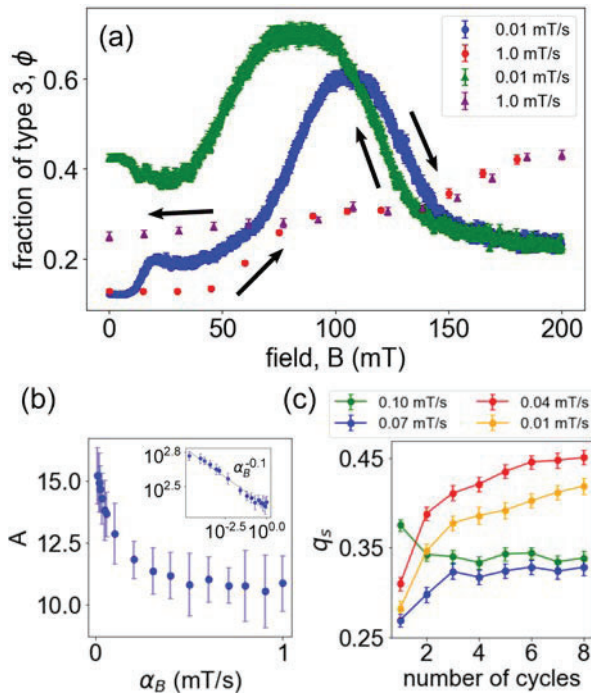 (a)
0.01 mT/s
1.0 mT/s
0.01 mT/s
1.0 mT/s
fraction of type 3, ϕ
0.6
0.4
0.2
0 50 100 150 200
field, B (mT)
(b)
A
15.0
12.5
10.0
10^2.8
10^2.5
α_B^-0.1
10^-2.5 10^0.0
0 1
α_B (mT/s)
(c)
0.10 mT/s 0.04 mT/s
0.07 mT/s 0.01 mT/s
q_s
0.45
0.35
0.25
2 4 6 8
number of cycles